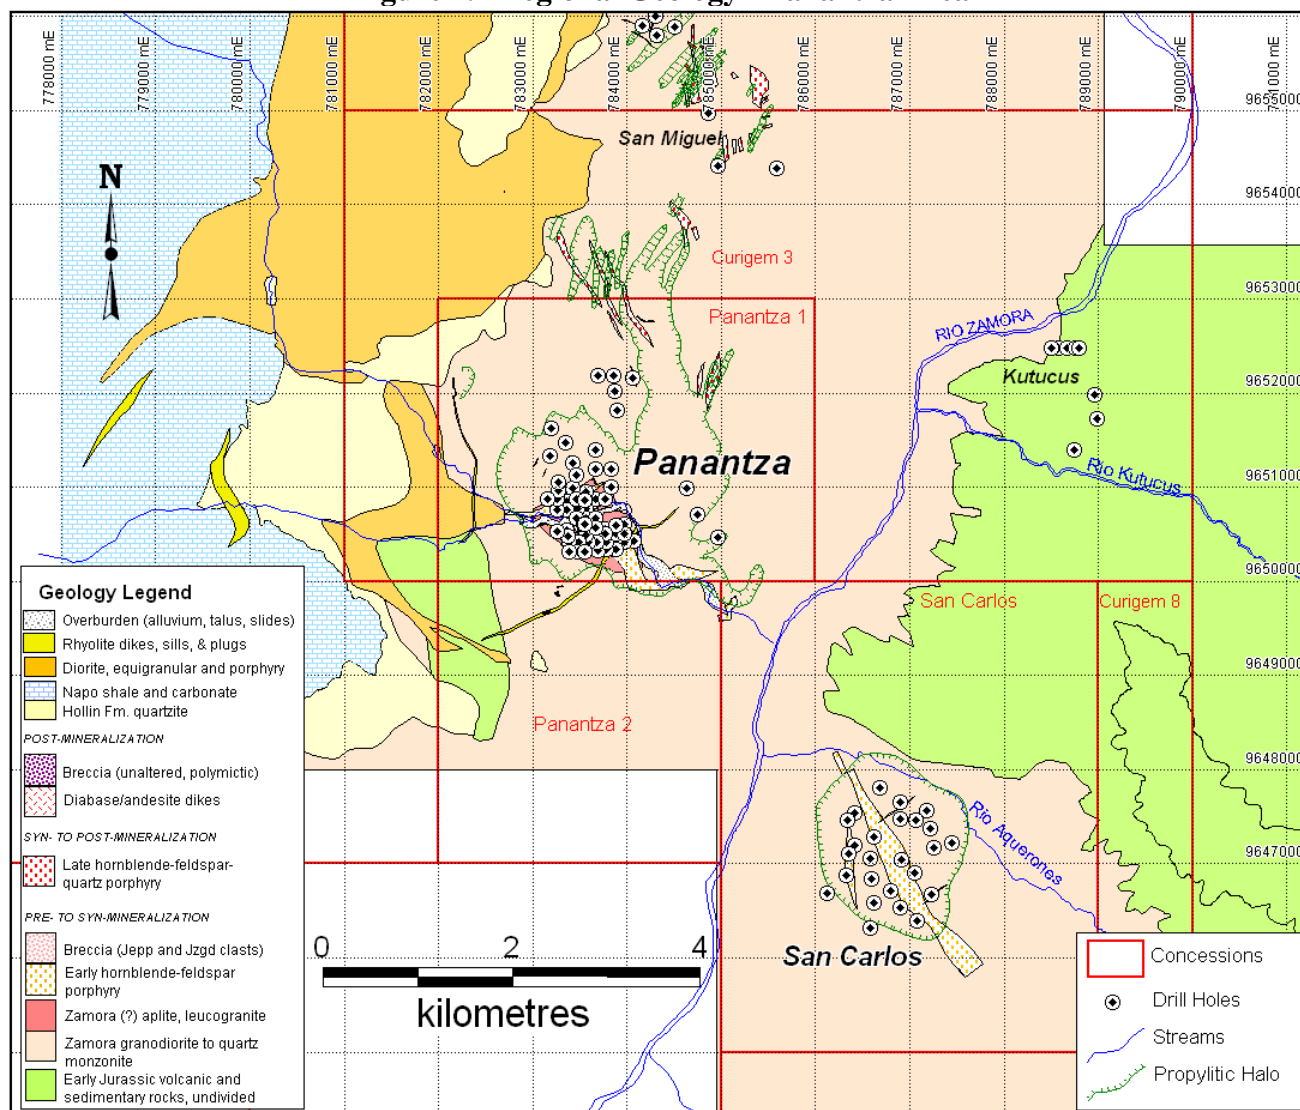 778000 mE
779000 mE
780000 mE
781000 mE
782000 mE
783000 mE
784000 mE
785000 mE
786000 mE
787000 mE
788000 mE
789000 mE
790000 mE
9655000
9654000
9653000
9652000
9651000
9650000
9649000
9648000
9647000
N
San Miguel
Curigem 3
Panantza 1
RIO ZAMORA
Kutucus
Panantza
Rio Kutucus
San Carlos
Curigem 8
Panantza 2
Rio Aquerones
San Carlos
0 2 4
kilometres
Geology Legend
Overburden (alluvium, talus, slides)
Rhyolite dikes, sills, & plugs
Diorite, equigranular and porphyry
Napo shale and carbonate
Hollin Fm. quartzite
POST-MINERALIZATION
Breccia (unaltered, polymictic)
Diabase/andesite dikes
SYN- TO POST-MINERALIZATION
Late hornblende-feldspar-
quartz porphyry
PRE- TO SYN-MINERALIZATION
Breccia (Jepp and Jzgd clasts)
Early hornblende-feldspar
porphyry
Zamora (?) aplite, leucogranite
Zamora granodiorite to quartz
monzonite
Early Jurassic volcanic and
sedimentary rocks, undivided
Concessions
Drill Holes
Streams
Propylitic Halo